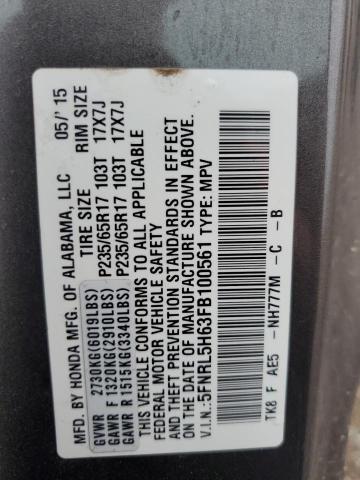 MFD. BY HONDA MFG. OF ALABAMA, LLC 05/ 15
TIRE SIZE RIM SIZE
GVWR 2730KG(6019LBS)
GAWR F 1320KG(2910LBS) P235/65R17 103T 17X7J
GAWR R 1515KG(3340LBS) P235/65R17 103T 17X7J
THIS VEHICLE CONFORMS TO ALL APPLICABLE
FEDERAL MOTOR VEHICLE SAFETY
AND THEFT PREVENTION STANDARDS IN EFFECT
ON THE DATE OF MANUFACTURE SHOWN ABOVE.
V.I.N.:5FNRL5H63FB100561 TYPE: MPV
TK8 F AE5 -NH777M -C -B